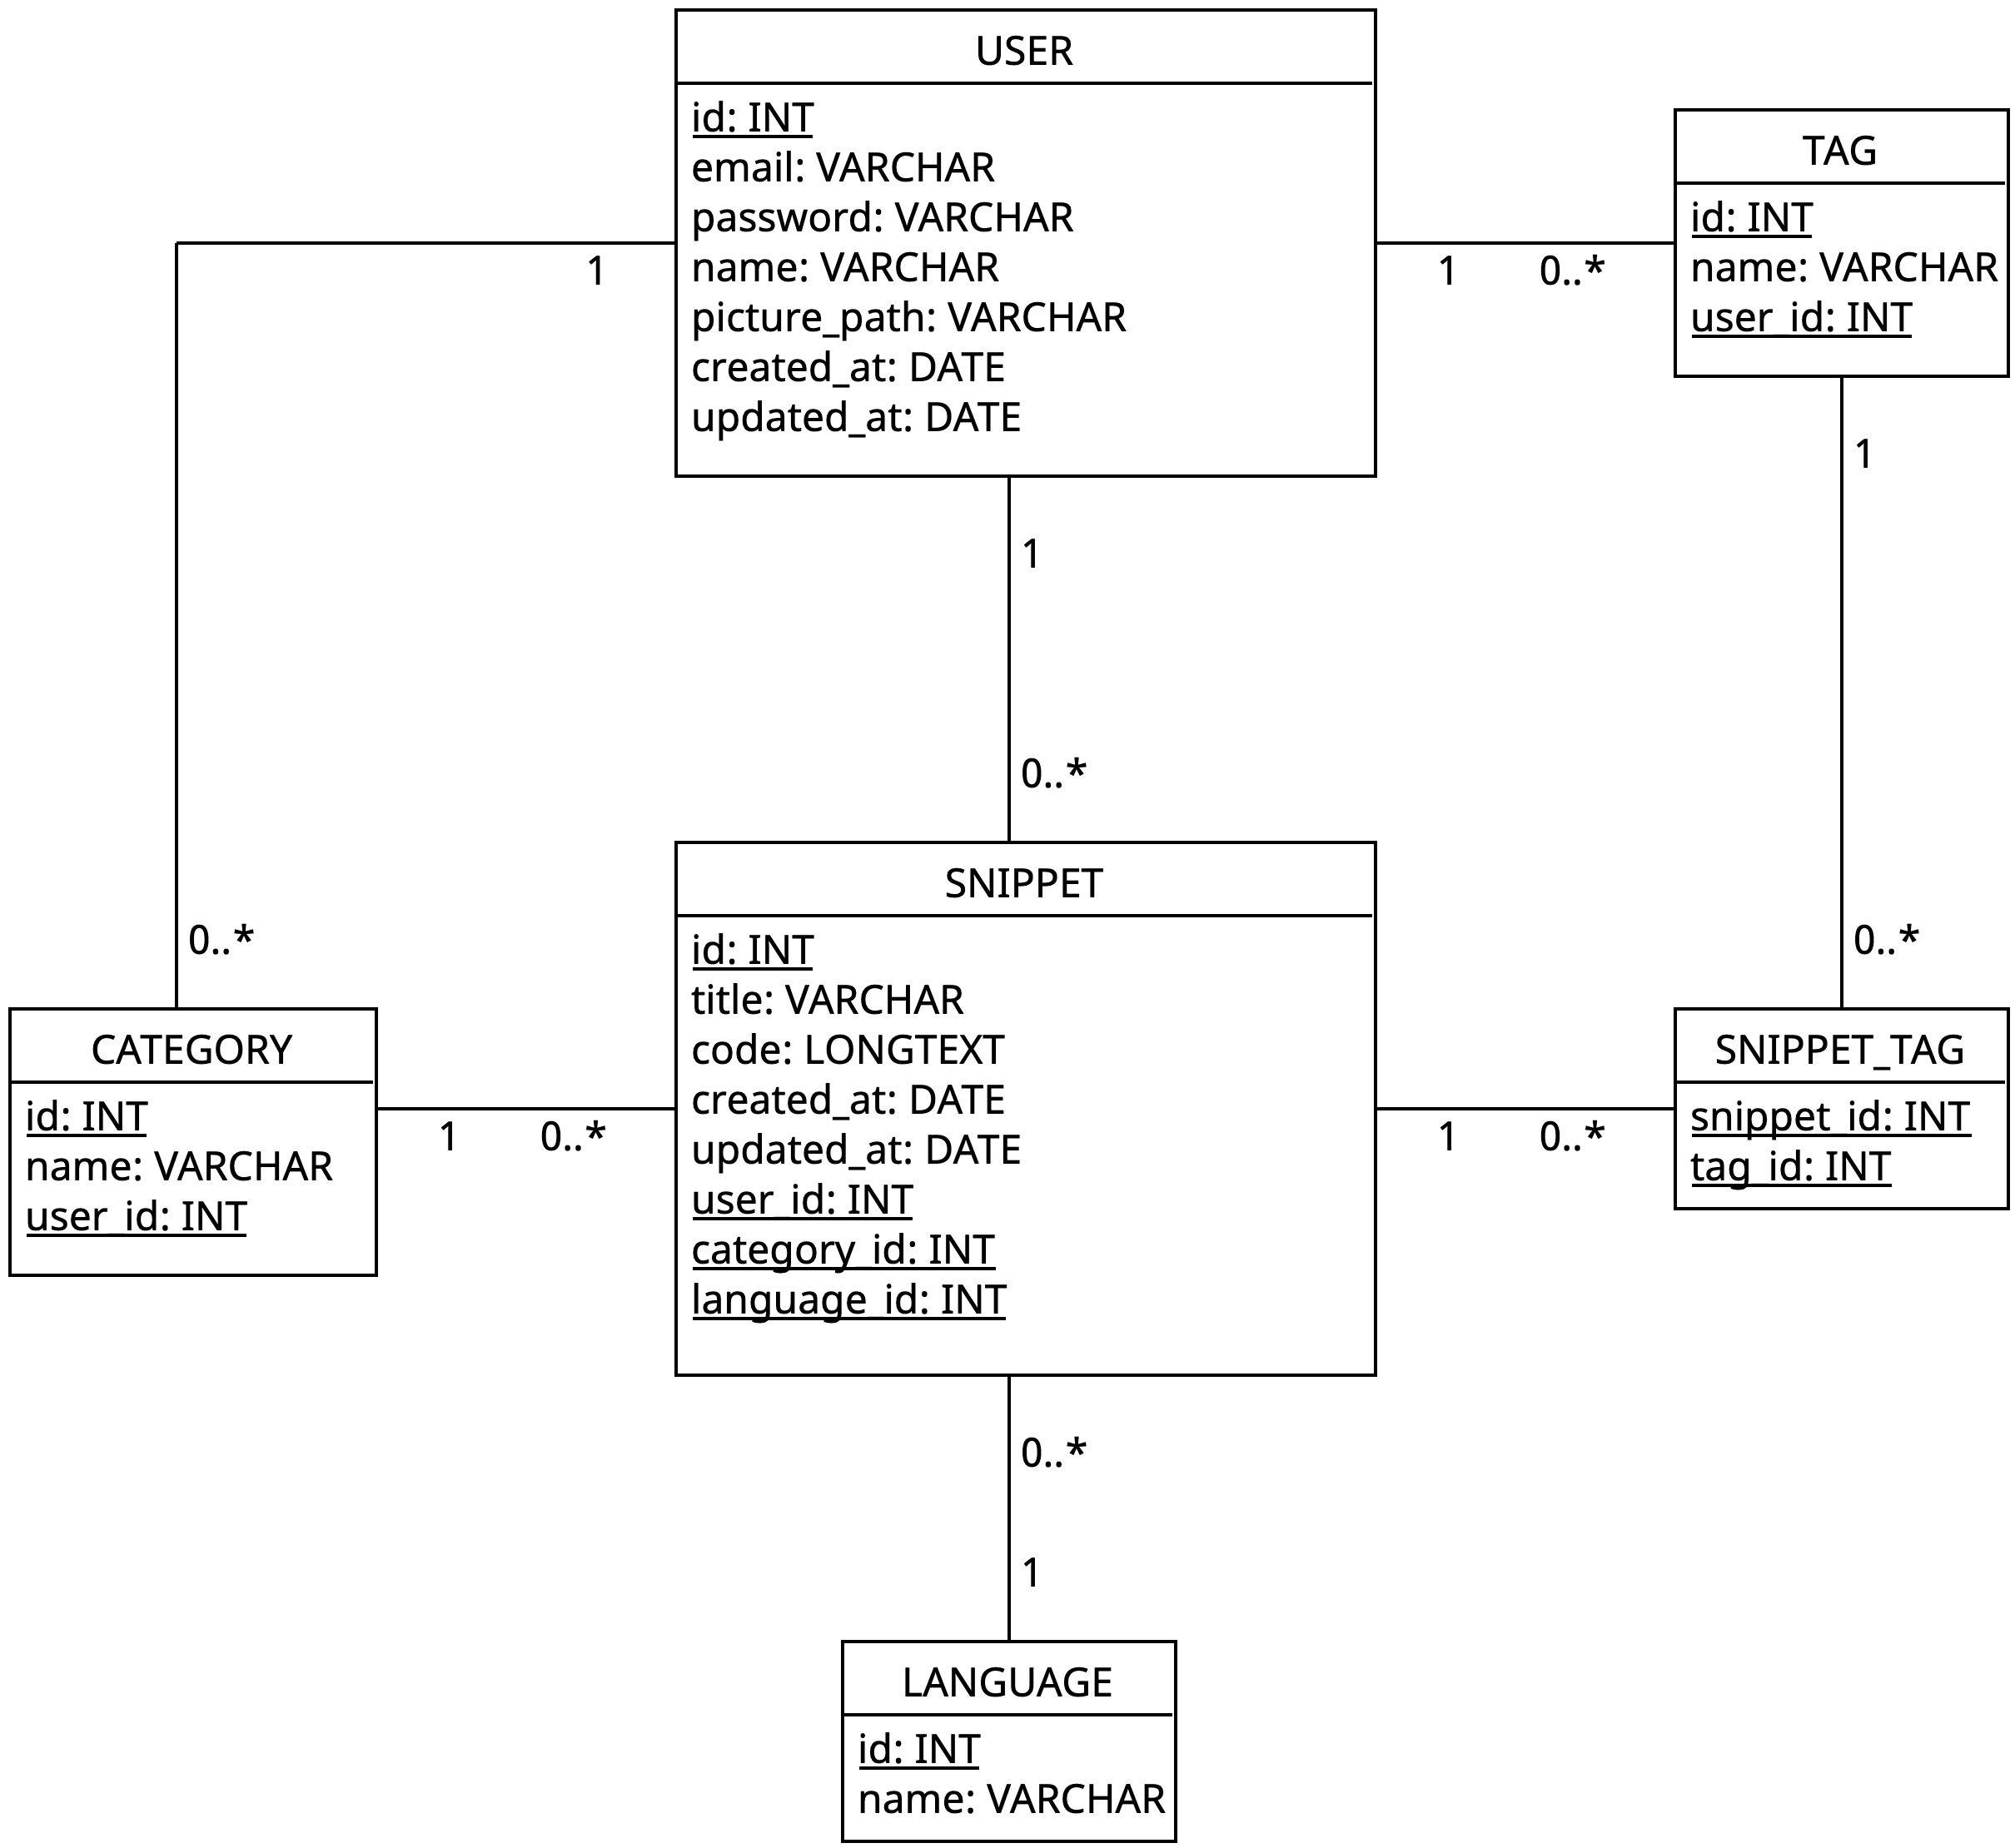 USER
id: INT
email: VARCHAR
password: VARCHAR
name: VARCHAR
picture_path: VARCHAR
created_at: DATE
updated_at: DATE
TAG
id: INT
name: VARCHAR
user_id: INT
1
1
0..*
1
1
0..*
0..*
0..*
SNIPPET
id: INT
title: VARCHAR
code: LONGTEXT
created_at: DATE
updated_at: DATE
user_id: INT
category_id: INT
language_id: INT
CATEGORY
id: INT
name: VARCHAR
user_id: INT
1
0..*
1
0..*
SNIPPET_TAG
snippet_id: INT
tag_id: INT
0..*
1
LANGUAGE
id: INT
name: VARCHAR